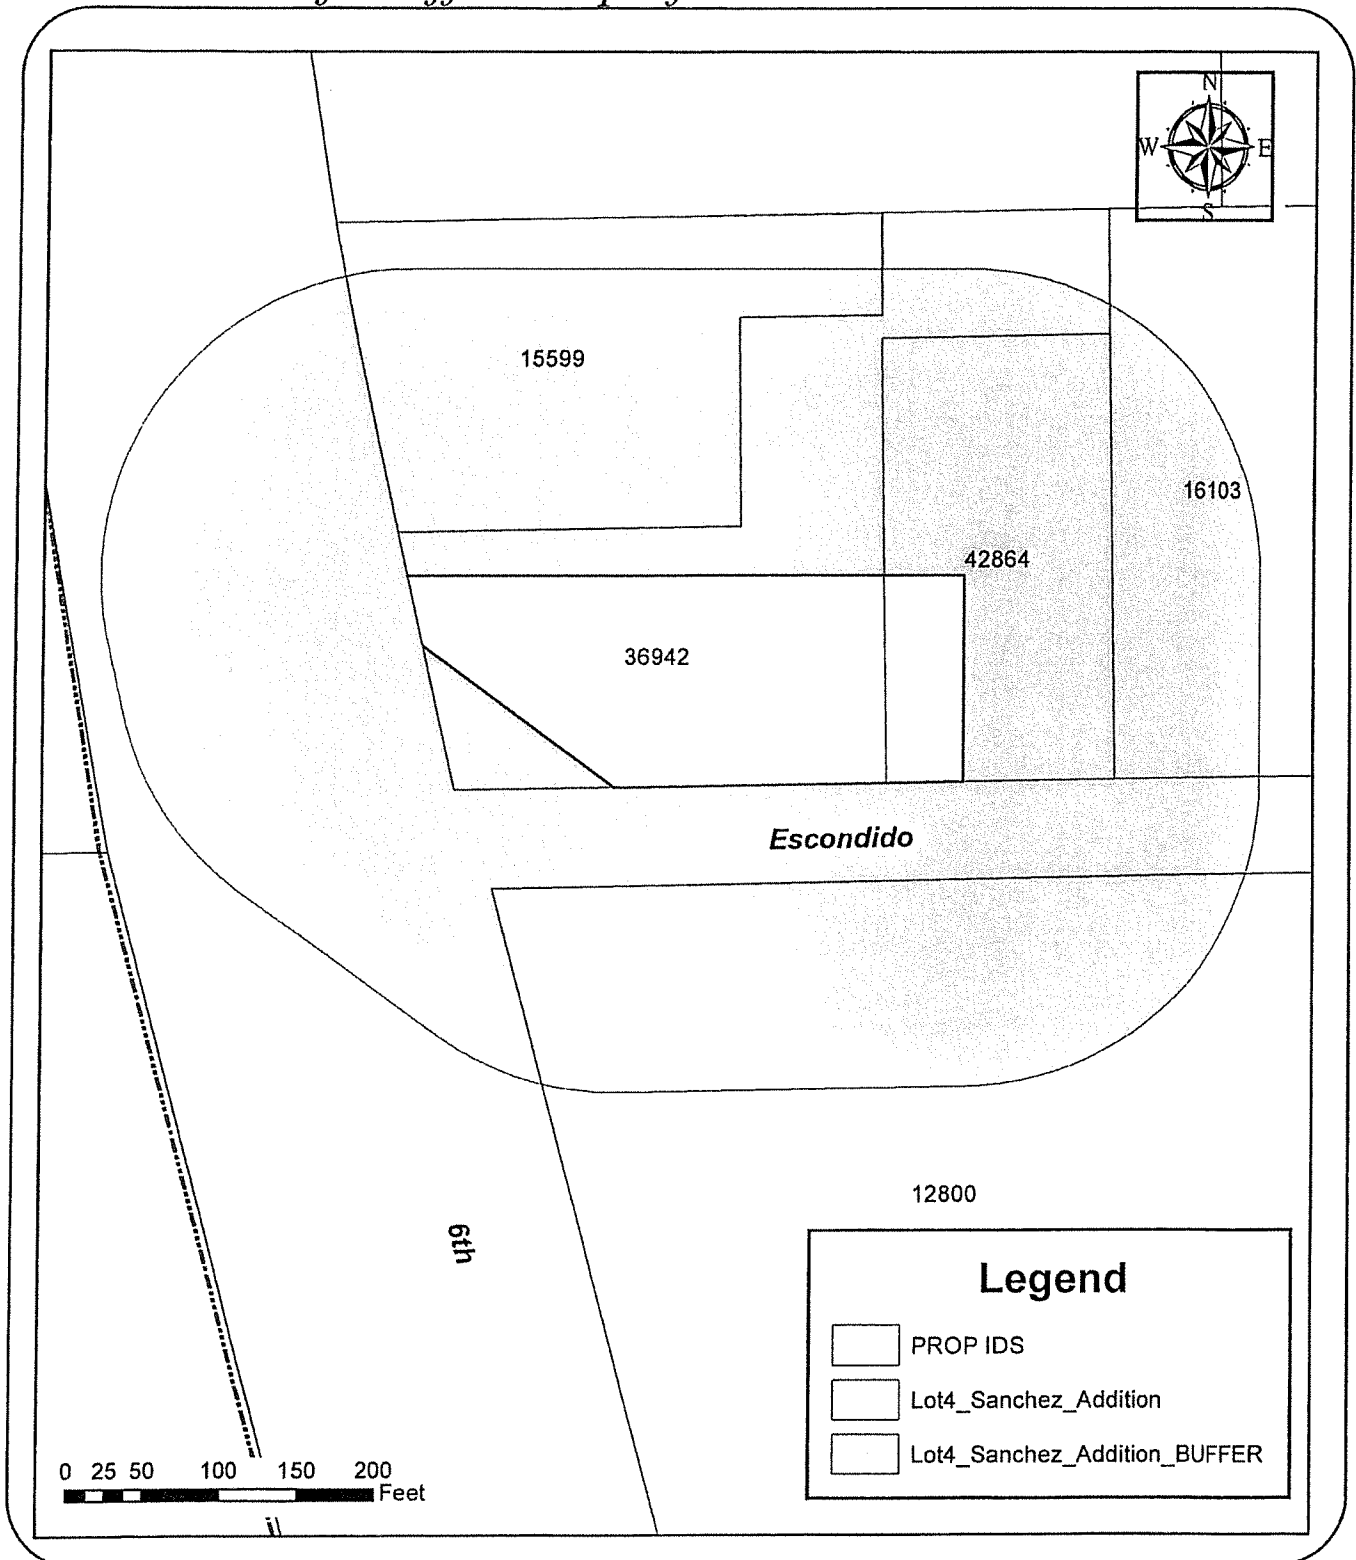 N
W E
S
15599
16103
42864
36942
Escondido
12800
6th
Legend
PROP IDS
Lot4_Sanchez_Addition
Lot4_Sanchez_Addition_BUFFER
0 25 50 100 150 200
Feet